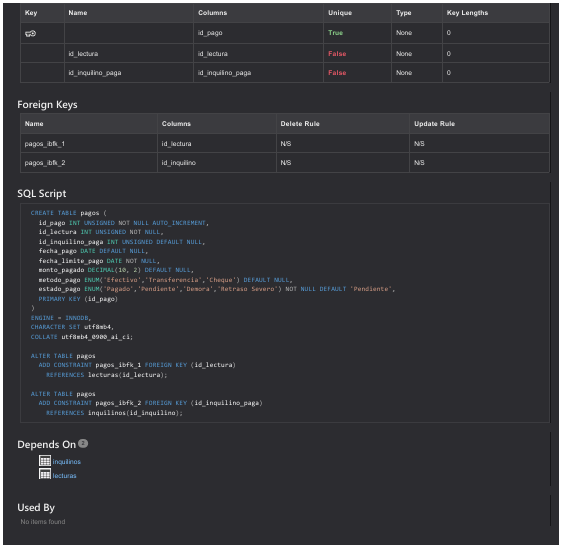 Key Name Columns Unique Type Key Lengths
id_pago True None 0
id_lectura id_lectura False None 0
id_inquilino_paga id_inquilino_paga False None 0
Foreign Keys
Name Columns Delete Rule Update Rule
pagos_ibfk_1 id_lectura N/S N/S
pagos_ibfk_2 id_inquilino N/S N/S
SQL Script
CREATE TABLE pagos (
id_pago INT UNSIGNED NOT NULL AUTO_INCREMENT,
id_lectura INT UNSIGNED NOT NULL,
id_inquilino_paga INT UNSIGNED DEFAULT NULL,
fecha_pago DATE DEFAULT NULL,
fecha_limite_pago DATE NOT NULL,
monto_pagado DECIMAL(10, 2) DEFAULT NULL,
metodo_pago ENUM('Efectivo','Transferencia','Cheque') DEFAULT NULL,
estado_pago ENUM('Pagado','Pendiente','Demora','Retraso Severo') NOT NULL DEFAULT 'Pendiente',
PRIMARY KEY (id_pago)
)
ENGINE = INNODB,
CHARACTER SET utf8mb4,
COLLATE utf8mb4_0900_ai_ci;
ALTER TABLE pagos
ADD CONSTRAINT pagos_ibfk_1 FOREIGN KEY (id_lectura)
REFERENCES lecturas(id_lectura);
ALTER TABLE pagos
ADD CONSTRAINT pagos_ibfk_2 FOREIGN KEY (id_inquilino_paga)
REFERENCES inquilinos(id_inquilino);
Depends On 2
inquilinos
lecturas
Used By
No items found